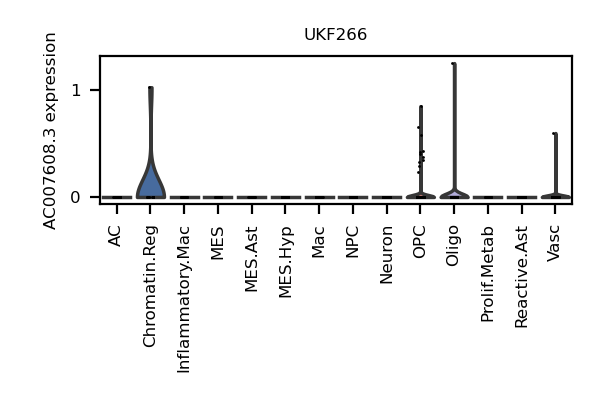 UKF266
AC007608.3 expression
1
0
AC
Chromatin.Reg
Inflammatory.Mac
MES
MES.Ast
MES.Hyp
Mac
NPC
Neuron
OPC
Oligo
Prolif.Metab
Reactive.Ast
Vasc